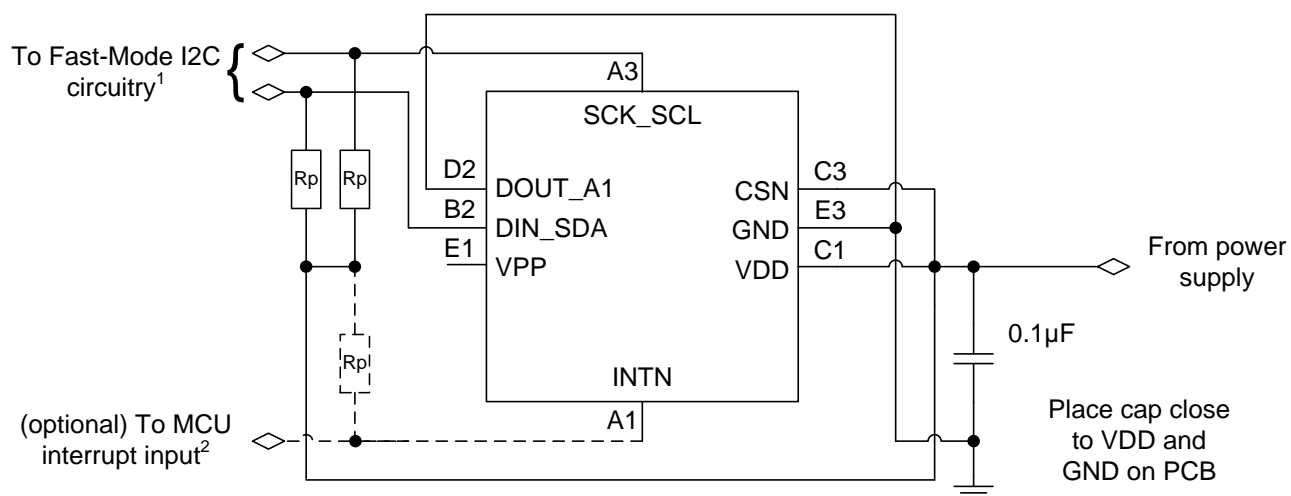 To Fast-Mode I2C
circuitry1
{
A3
SCK_SCL
Rp
Rp
D2
DOUT_A1
B2
DIN_SDA
E1
VPP
C3
CSN
E3
GND
C1
VDD
From power
supply
0.1µF
Rp
INTN
A1
(optional) To MCU
interrupt input2
Place cap close
to VDD and
GND on PCB